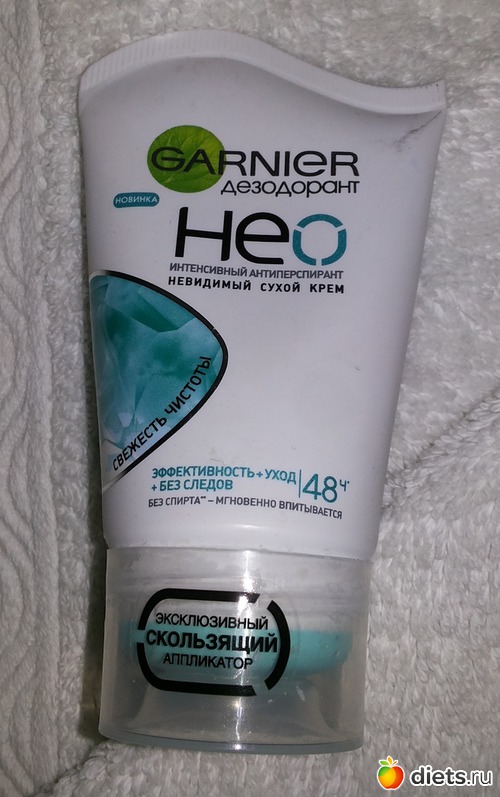 GARNIER
дезодорант
НОВИНКА
Нео
ИНТЕНСИВНЫЙ АНТИПЕРСПИРАНТ
НЕВИДИМЫЙ СУХОЙ КРЕМ
СВЕЖЕСТЬ ЧИСТОТЫ
ЭФФЕКТИВНОСТЬ+УХОД
+ БЕЗ СЛЕДОВ
48Ч*
БЕЗ СПИРТА** – МГНОВЕННО ВПИТЫВАЕТСЯ
ЭКСКЛЮЗИВНЫЙ
СКОЛЬЗЯЩИЙ
АППЛИКАТОР
diets.ru